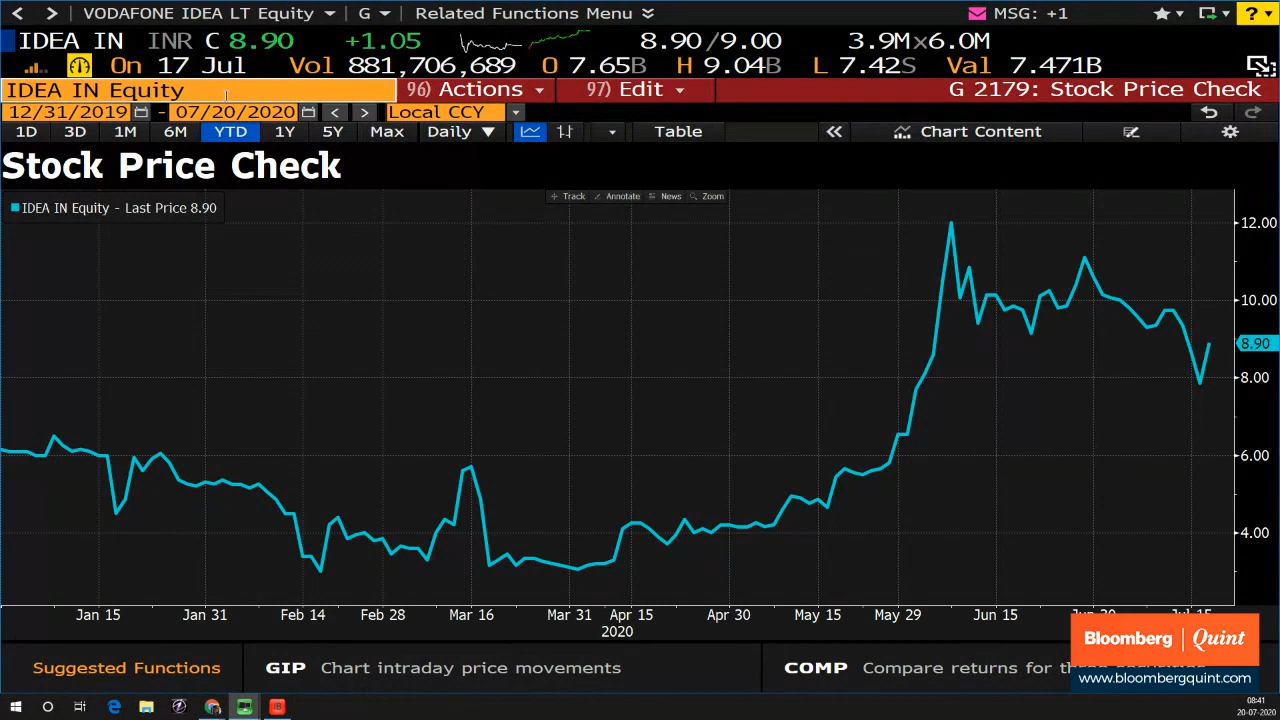 VODAFONE IDEA LT Equity G Related Functions Menu MSG: +1 ?
IDEA IN INR C 8.90 +1.05 8.90/9.00 3.9M×6.0M
On 17 Jul Vol 881,706,689 O 7.65B H 9.04B L 7.42S Val 7.471B
IDEA IN Equity 96) Actions 97) Edit G 2179: Stock Price Check
12/31/2019 - 07/20/2020 < > Local CCY
1D 3D 1M 6M YTD 1Y 5Y Max Daily Table Chart Content
Stock Price Check
Track Annotate News Zoom
IDEA IN Equity - Last Price 8.90
12.00
10.00
8.90
8.00
6.00
4.00
Jan 15 Jan 31 Feb 14 Feb 28 Mar 16 Mar 31 Apr 15 Apr 30 May 15 May 29 Jun 15 Jun 30 Jul 15
2020
Bloomberg | Quint
www.bloombergquint.com
Suggested Functions GIP Chart intraday price movements COMP Compare returns for
08:41
20-07-2020